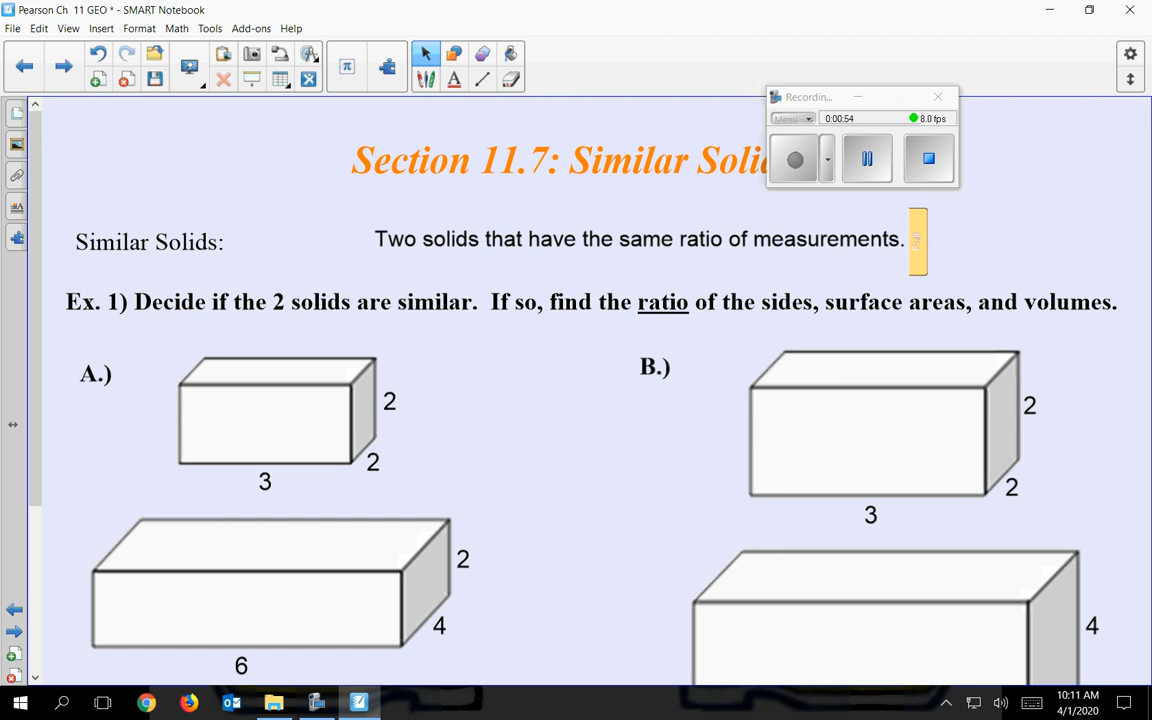 Pearson Ch 11 GEO * - SMART Notebook
File Edit View Insert Format Math Tools Add-ons Help
Recordin...
Menu 0:00:54 8.0 fps
Section 11.7: Similar
Similar Solids: Two solids that have the same ratio of measurements.
Pull
Ex. 1) Decide if the 2 solids are similar. If so, find the ratio of the sides, surface areas, and volumes.
A.) B.)
2 2
2 2
3 3
2
4 4
6
10:11 AM
4/1/2020